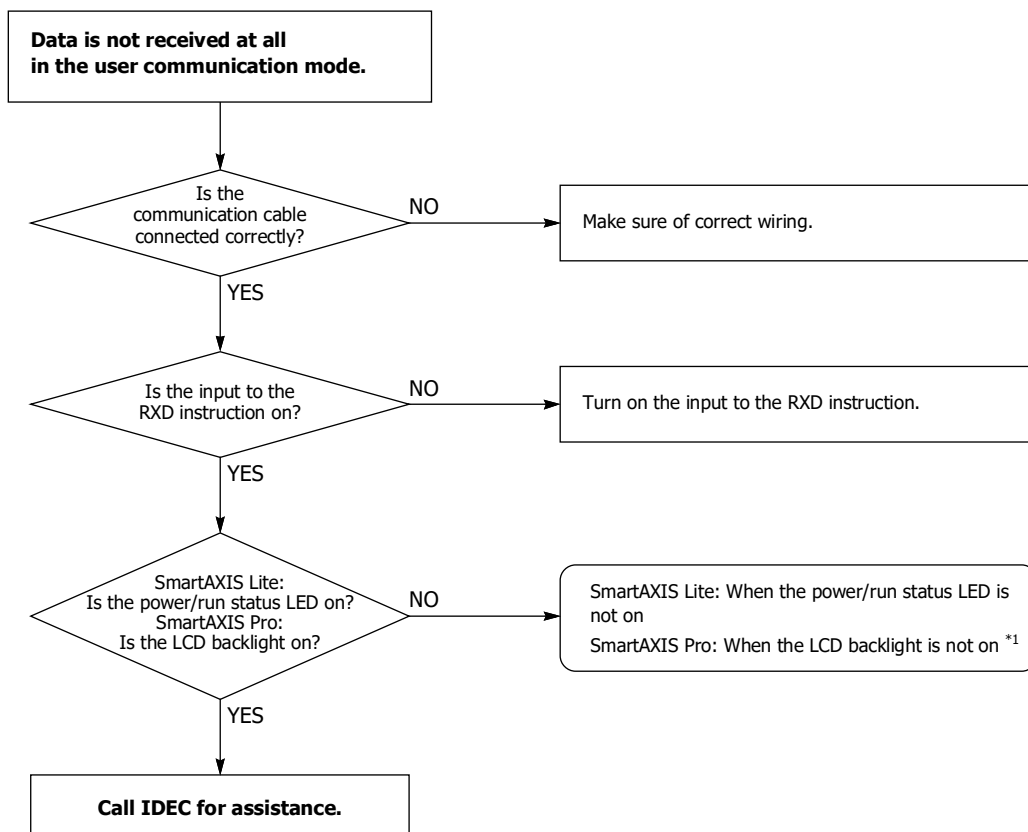 Data is not received at all
in the user communication mode.
Is the
communication cable
connected correctly?
NO
Make sure of correct wiring.
YES
Is the input to the
RXD instruction on?
NO
Turn on the input to the RXD instruction.
YES
SmartAXIS Lite:
Is the power/run status LED on?
SmartAXIS Pro:
Is the LCD backlight on?
NO
SmartAXIS Lite: When the power/run status LED is
not on
SmartAXIS Pro: When the LCD backlight is not on *1
YES
Call IDEC for assistance.